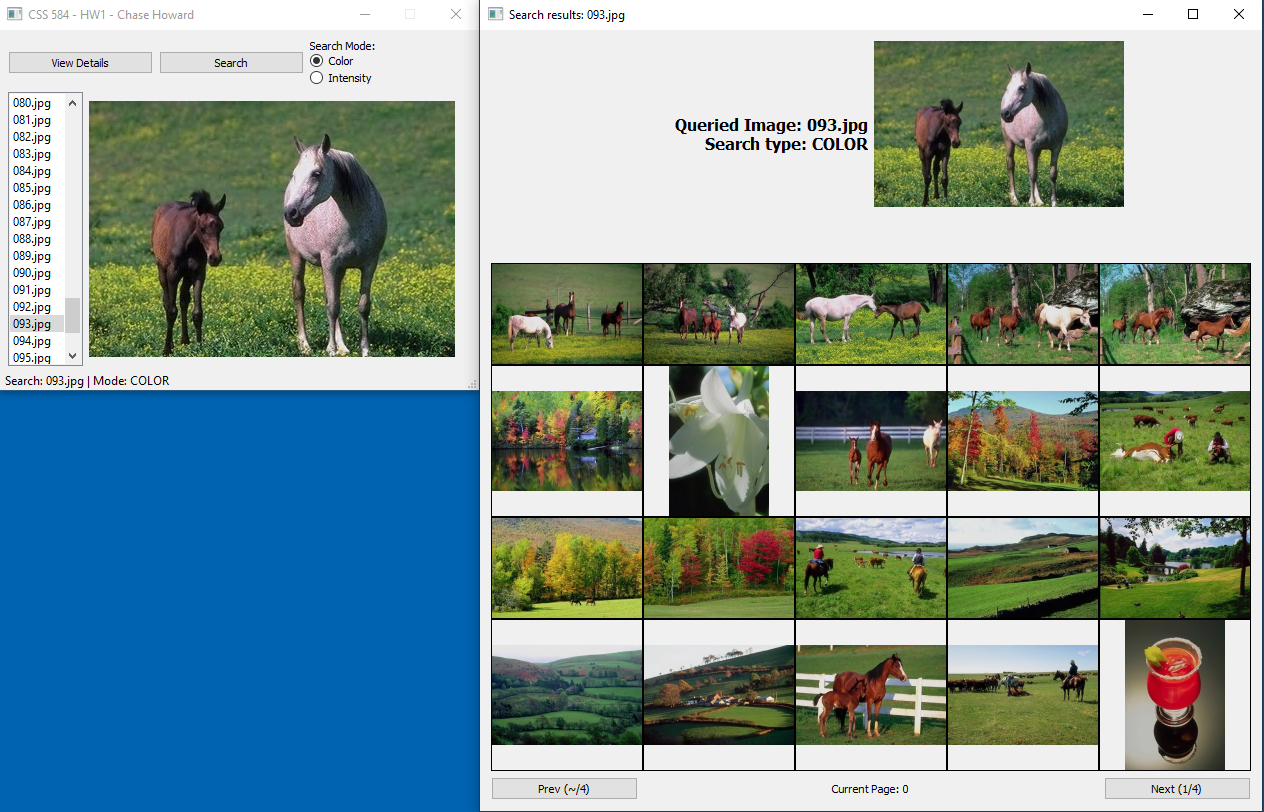 CSS 584 - HW1 - Chase Howard
View Details
Search
Search Mode:
Color
Intensity
080.jpg
081.jpg
082.jpg
083.jpg
084.jpg
085.jpg
086.jpg
087.jpg
088.jpg
089.jpg
090.jpg
091.jpg
092.jpg
093.jpg
094.jpg
095.jpg
Search: 093.jpg | Mode: COLOR
Search results: 093.jpg
Queried Image: 093.jpg
Search type: COLOR
Prev (~/4)
Current Page: 0
Next (1/4)